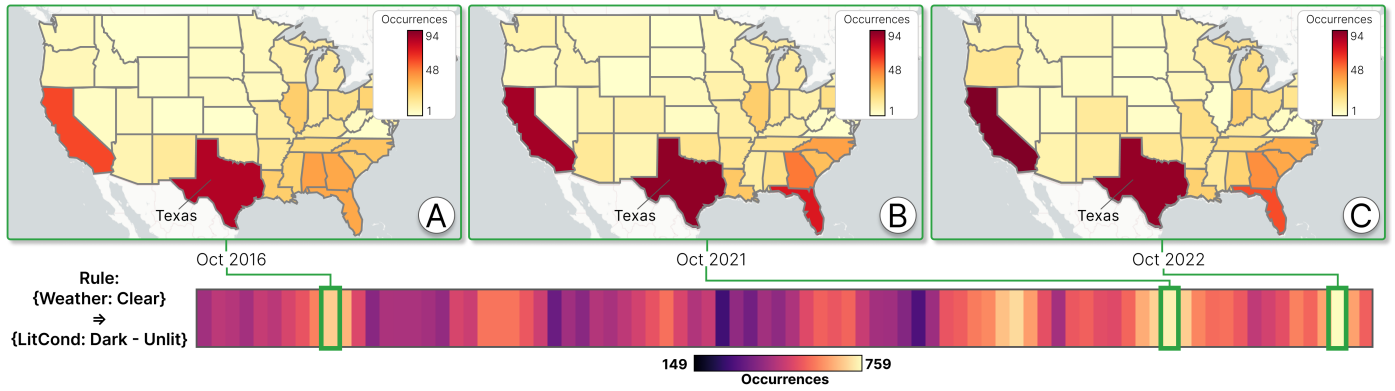 Occurrences
94
48
1
Texas
A
Occurrences
94
48
1
Texas
B
Occurrences
94
48
1
Texas
C
Oct 2016
Oct 2021
Oct 2022
Rule:
{Weather: Clear}
⇒
{LitCond: Dark - Unlit}
149
759
Occurrences